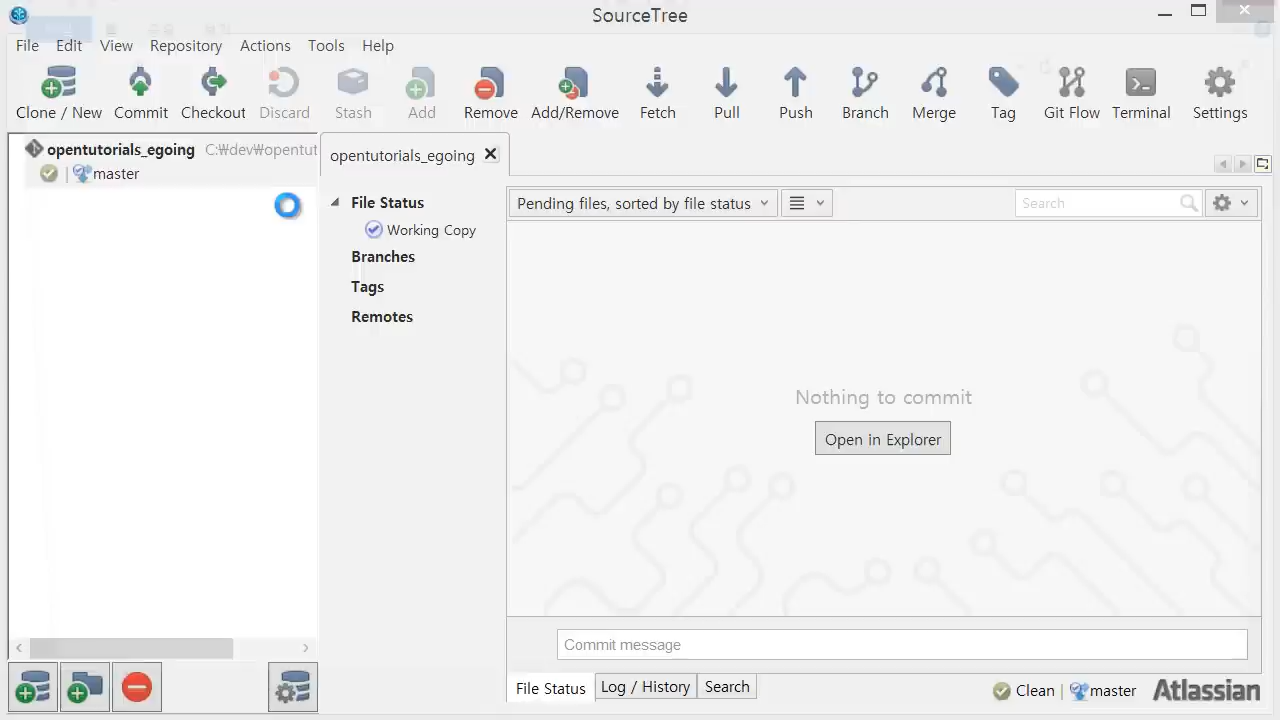 SourceTree
File Edit View Repository Actions Tools Help
Clone / New Commit Checkout Discard Stash Add Remove Add/Remove Fetch Pull Push Branch Merge Tag Git Flow Terminal Settings
opentutorials_egoing C:₩dev₩opentut
master
opentutorials_egoing
File Status
Working Copy
Branches
Tags
Remotes
Pending files, sorted by file status
Search
Nothing to commit
Open in Explorer
Commit message
File Status Log / History Search
Clean master Atlassian